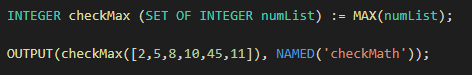 INTEGER checkMax (SET OF INTEGER numList) := MAX(numList);
OUTPUT(checkMax([2,5,8,10,45,11]), NAMED('checkMath'));